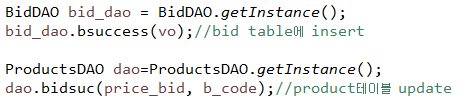 BidDAO bid_dao = BidDAO.getInstance();
bid_dao.bsuccess(vo);//bid table에 insert
ProductsDAO dao=ProductsDAO.getInstance();
dao.bidsuc(price_bid, b_code);//product테이블 update